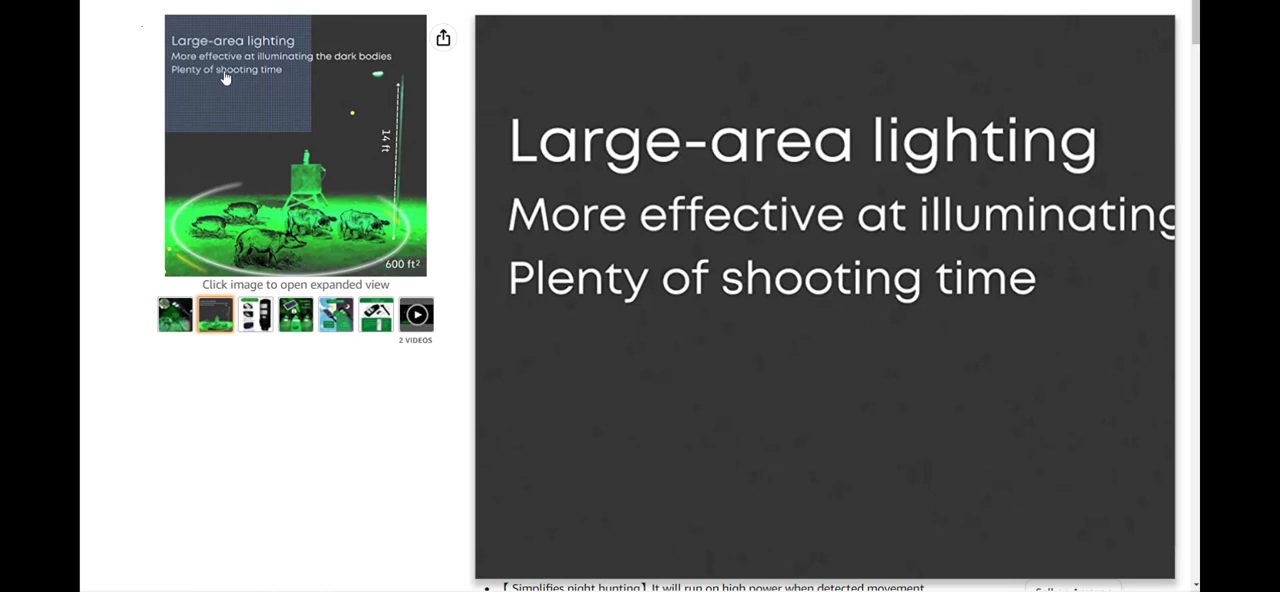 Large-area lighting
More effective at illuminating the dark bodies
Plenty of shooting time
14 ft
600 ft²
Click image to open expanded view
2 VIDEOS
Large-area lighting
More effective at illuminating
Plenty of shooting time
【 Simplifies night hunting】It will run on high power when detected movement